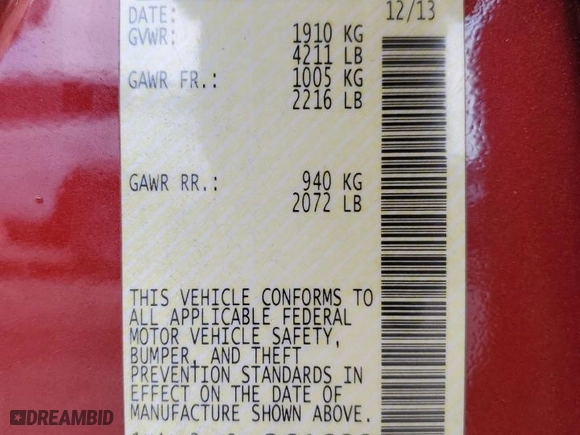 DATE: 12/13
GVWR: 1910 KG
4211 LB
GAWR FR.: 1005 KG
2216 LB
GAWR RR.: 940 KG
2072 LB
THIS VEHICLE CONFORMS TO
ALL APPLICABLE FEDERAL
MOTOR VEHICLE SAFETY,
BUMPER, AND THEFT
PREVENTION STANDARDS IN
EFFECT ON THE DATE OF
MANUFACTURE SHOWN ABOVE.
DREAMBID